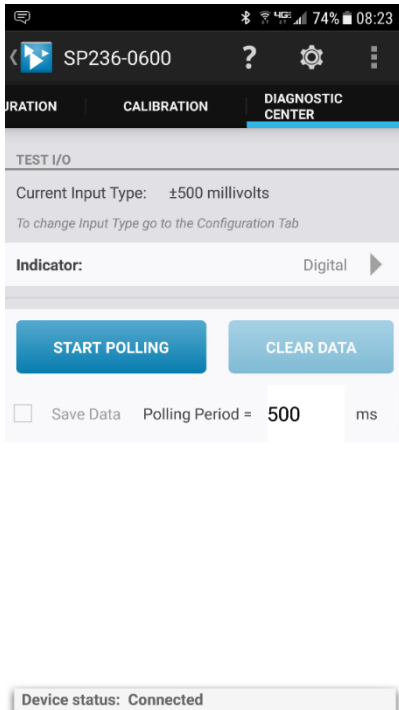 4GE 74% 08:23
SP236-0600 ?
JRATION CALIBRATION DIAGNOSTIC
CENTER
TEST I/O
Current Input Type: ±500 millivolts
To change Input Type go to the Configuration Tab
Indicator: Digital
START POLLING CLEAR DATA
Save Data Polling Period = 500 ms
Device status: Connected